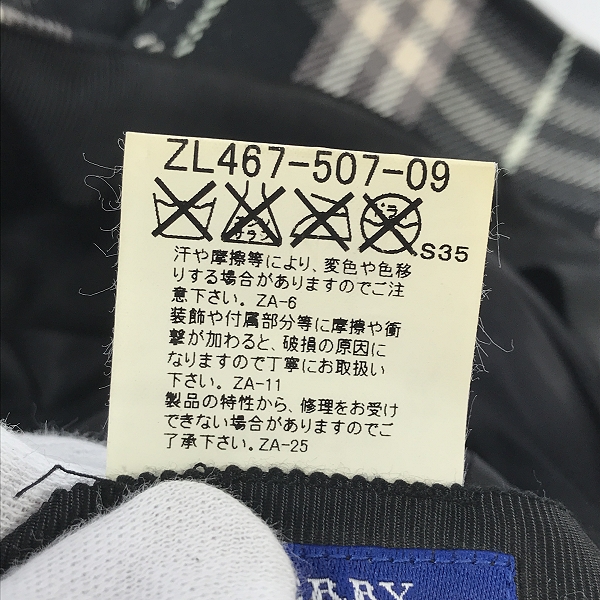 ZL467-507-09
S35
汗や摩擦等により、変色や色移
りする場合がありますのでご注
意下さい。ZA-6
装飾や付属部分等に摩擦や衝
撃が加わると、破損の原因に
なりますので丁寧にお取扱い
下さい。ZA-11
製品の特性から、修理をお受け
できない場合がありますのでご
了承下さい。ZA-25